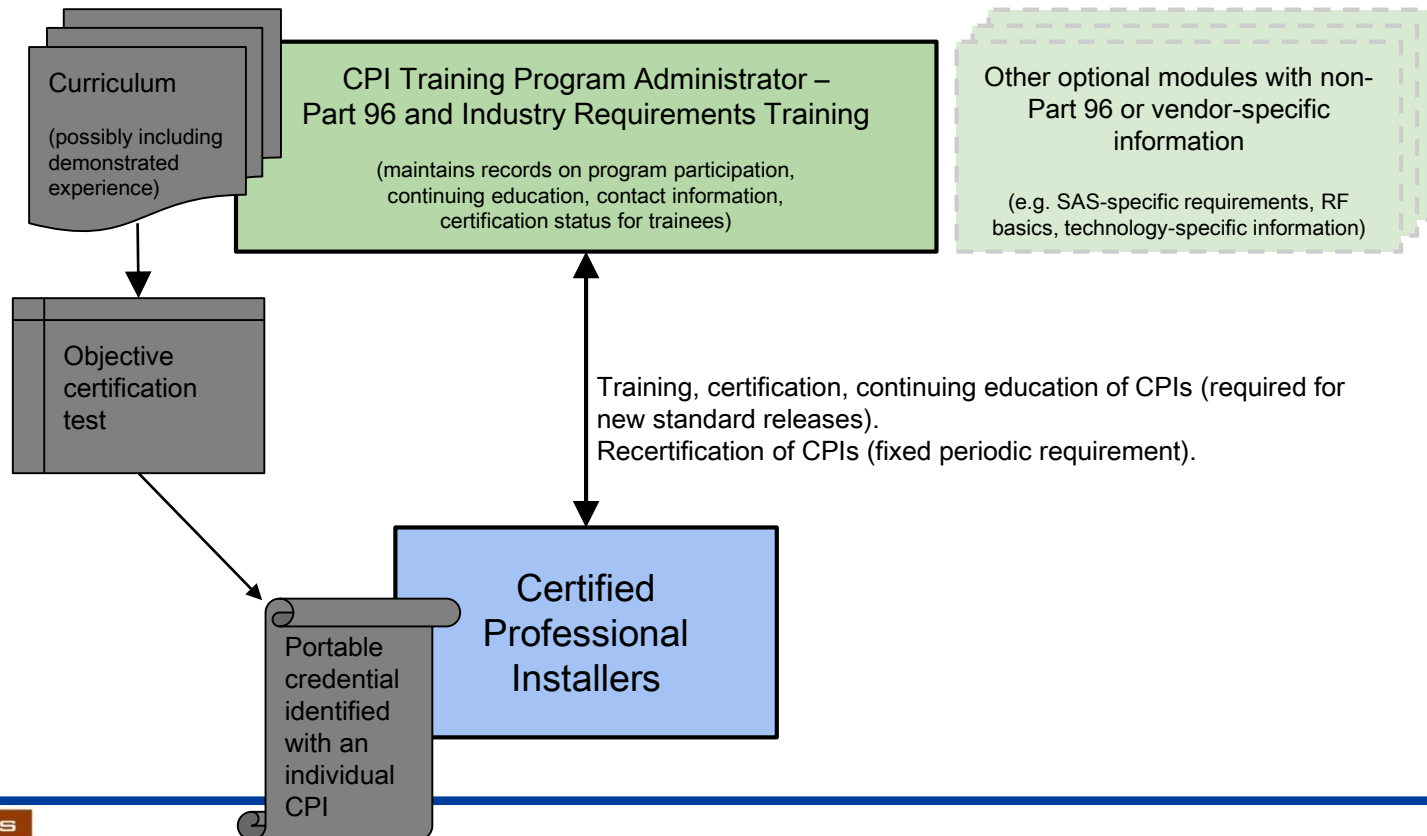 Curriculum
(possibly including
demonstrated
experience)
CPI Training Program Administrator –
Part 96 and Industry Requirements Training
(maintains records on program participation,
continuing education, contact information,
certification status for trainees)
Other optional modules with non-
Part 96 or vendor-specific
information
(e.g. SAS-specific requirements, RF
basics, technology-specific information)
Objective
certification
test
Training, certification, continuing education of CPIs (required for
new standard releases).
Recertification of CPIs (fixed periodic requirement).
Certified
Professional
Installers
Portable
credential
identified
with an
individual
CPI